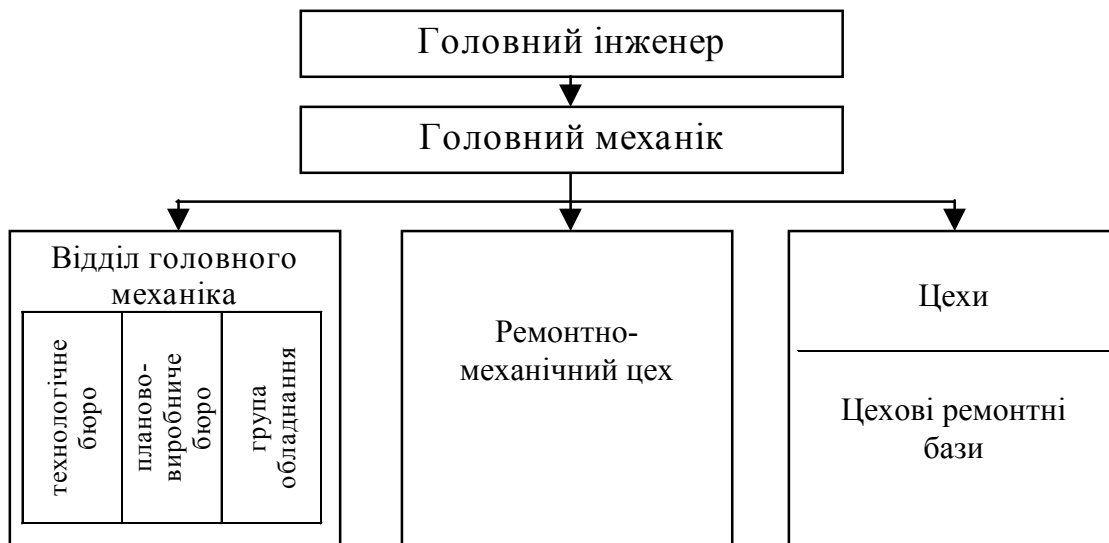 Головний інженер
Головний механік
Відділ головного
механіка
технологічне
бюро
планово-
виробниче
бюро
група
обладнання
Ремонтно-
механічний цех
Цехи
Цехові ремонтні
бази